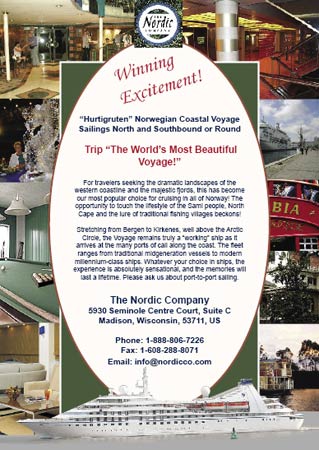 THE
Nordic
COMPANY
Winning
Excitement!
"Hurtigruten" Norwegian Coastal Voyage
Sailings North and Southbound or Round
Trip "The World's Most Beautiful
Voyage!"
For travelers seeking the dramatic landscapes of the
western coastline and the majestic fjords, this has become
our most popular choice for cruising in all of Norway! The
opportunity to touch the lifestyle of the Sami people, North
Cape and the lure of traditional fishing villages beckons!
Stretching from Bergen to Kirkenes, well above the Arctic
Circle, the Voyage remains truly a "working" ship as it
arrives at the many ports of call along the coast. The fleet
ranges from traditional midgeneration vessels to modern
millennium-class ships. Whatever your choice in ships, the
experience is absolutely sensational, and the memories will
last a lifetime. Please ask us about port-to-port sailing.
The Nordic Company
5930 Seminole Centre Court, Suite C
Madison, Wisconsin, 53711, US
Phone: 1-888-806-7226
Fax: 1-608-288-8071
Email: info@nordicco.com
BIA